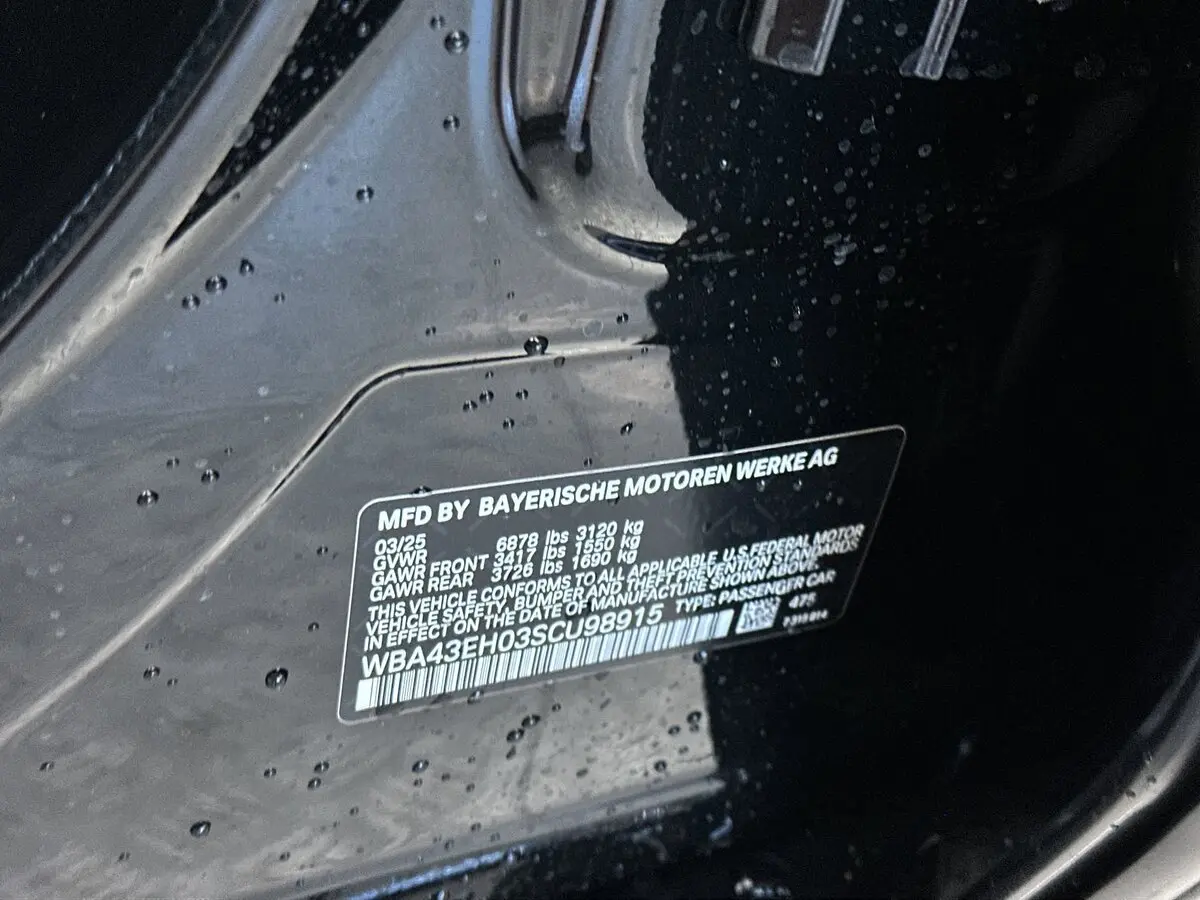 MFD BY BAYERISCHE MOTOREN WERKE AG
03/25
GVWR 6878 lbs 3120 kg
GAWR FRONT 3417 lbs 1550 kg
GAWR REAR 3726 lbs 1690 kg
THIS VEHICLE CONFORMS TO ALL APPLICABLE U.S.FEDERAL MOTOR
VEHICLE SAFETY, BUMPER AND THEFT PREVENTION STANDARDS
IN EFFECT ON THE DATE OF MANUFACTURE SHOWN ABOVE.
WBA43EH03SCU98915 TYPE: PASSENGER CAR
475